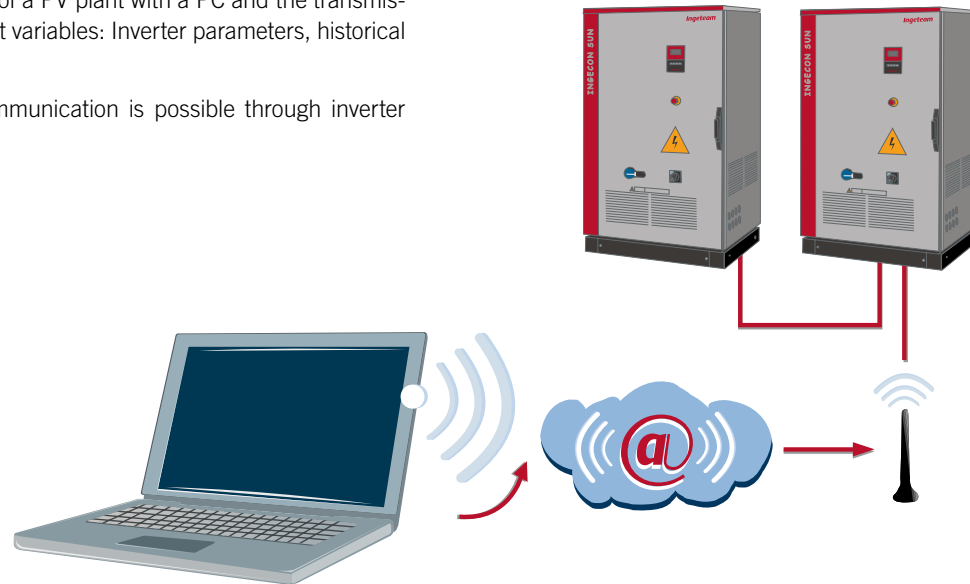 of a PV plant with a PC and the transmis-
t variables: Inverter parameters, historical
mmunication is possible through inverter
Ingeteam
INGECON SUN
Ingeteam
INGECON SUN
@